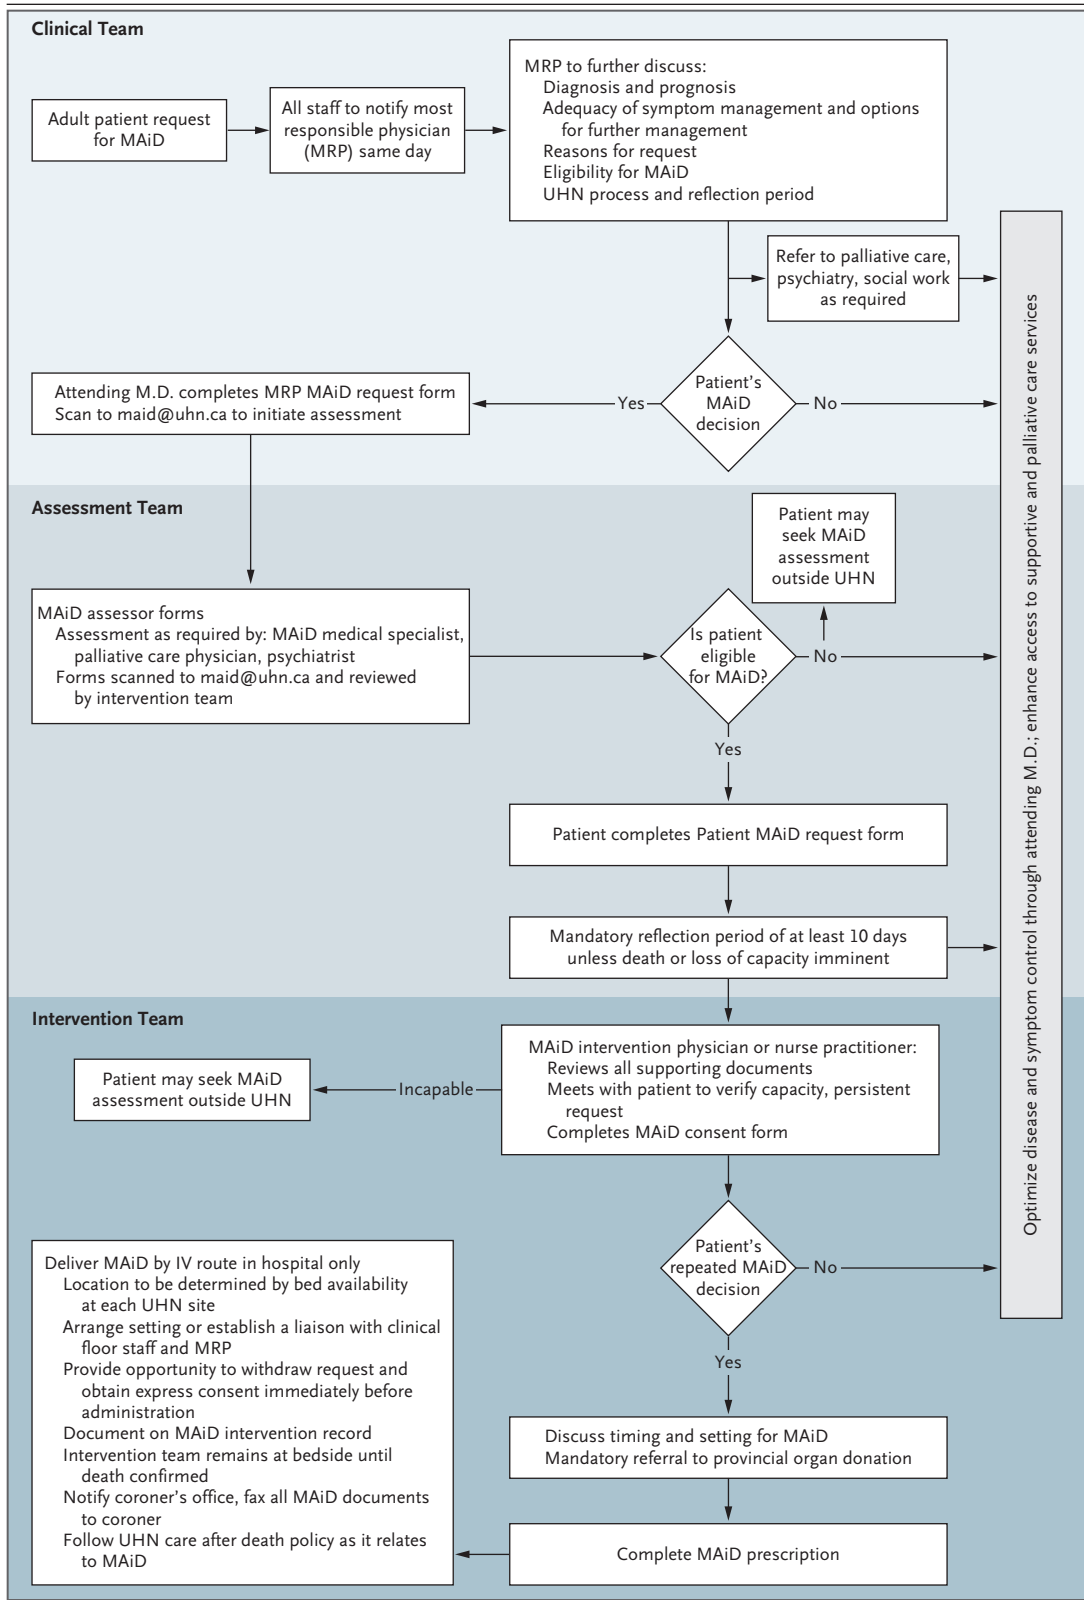 Clinical Team
Adult patient request
for MAiD
All staff to notify most
responsible physician
(MRP) same day
MRP to further discuss:
Diagnosis and prognosis
Adequacy of symptom management and options
for further management
Reasons for request
Eligibility for MAiD
UHN process and reflection period
Refer to palliative care,
psychiatry, social work
as required
Patient's
MAiD
decision
Yes
No
Attending M.D. completes MRP MAiD request form
Scan to maid@uhn.ca to initiate assessment
Optimize disease and symptom control through attending M.D.; enhance access to supportive and palliative care services
Assessment Team
Patient may
seek MAiD
assessment
outside UHN
MAiD assessor forms
Assessment as required by: MAiD medical specialist,
palliative care physician, psychiatrist
Forms scanned to maid@uhn.ca and reviewed
by intervention team
Is patient
eligible
for MAiD?
No
Yes
Patient completes Patient MAiD request form
Mandatory reflection period of at least 10 days
unless death or loss of capacity imminent
Intervention Team
MAiD intervention physician or nurse practitioner:
Reviews all supporting documents
Meets with patient to verify capacity, persistent
request
Completes MAiD consent form
Incapable
Patient may seek MAiD
assessment outside UHN
Patient's
repeated MAiD
decision
No
Yes
Discuss timing and setting for MAiD
Mandatory referral to provincial organ donation
Complete MAiD prescription
Deliver MAiD by IV route in hospital only
Location to be determined by bed availability
at each UHN site
Arrange setting or establish a liaison with clinical
floor staff and MRP
Provide opportunity to withdraw request and
obtain express consent immediately before
administration
Document on MAiD intervention record
Intervention team remains at bedside until
death confirmed
Notify coroner's office, fax all MAiD documents
to coroner
Follow UHN care after death policy as it relates
to MAiD